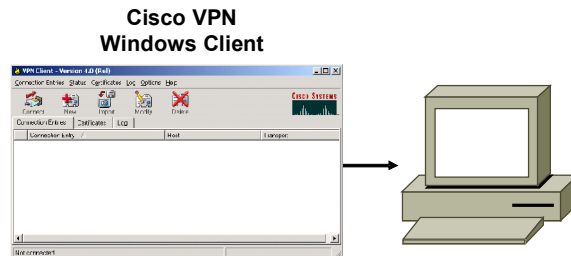 Cisco VPN
Windows Client
VPN Client - Version 4.0 (Rel)
Connection Entries Status Certificates Log Options Help
CISCO SYSTEMS
Connect New Import Modify Delete
Connection Entries Certificates Log
Connection Entry Host Transport
Not connected